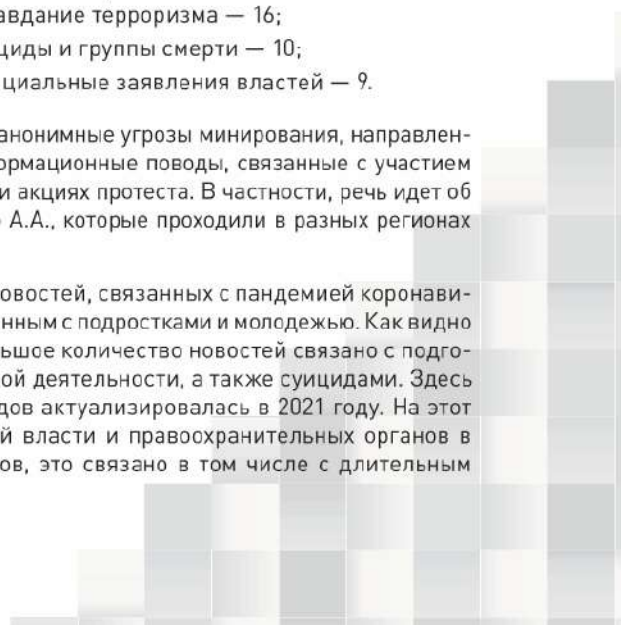 авдание терроризма — 16;
циды и группы смерти — 10;
циальные заявления властей — 9.
анонимные угрозы минирования, направлен-
ормационные поводы, связанные с участием
и акциях протеста. В частности, речь идет об
А.А., которые проходили в разных регионах
овостей, связанных с пандемией коронави-
нным с подростками и молодежью. Как видно
ьшое количество новостей связано с подго-
ой деятельности, а также суицидами. Здесь
дов актуализировалась в 2021 году. На этот
й власти и правоохранительных органов в
ов, это связано в том числе с длительным